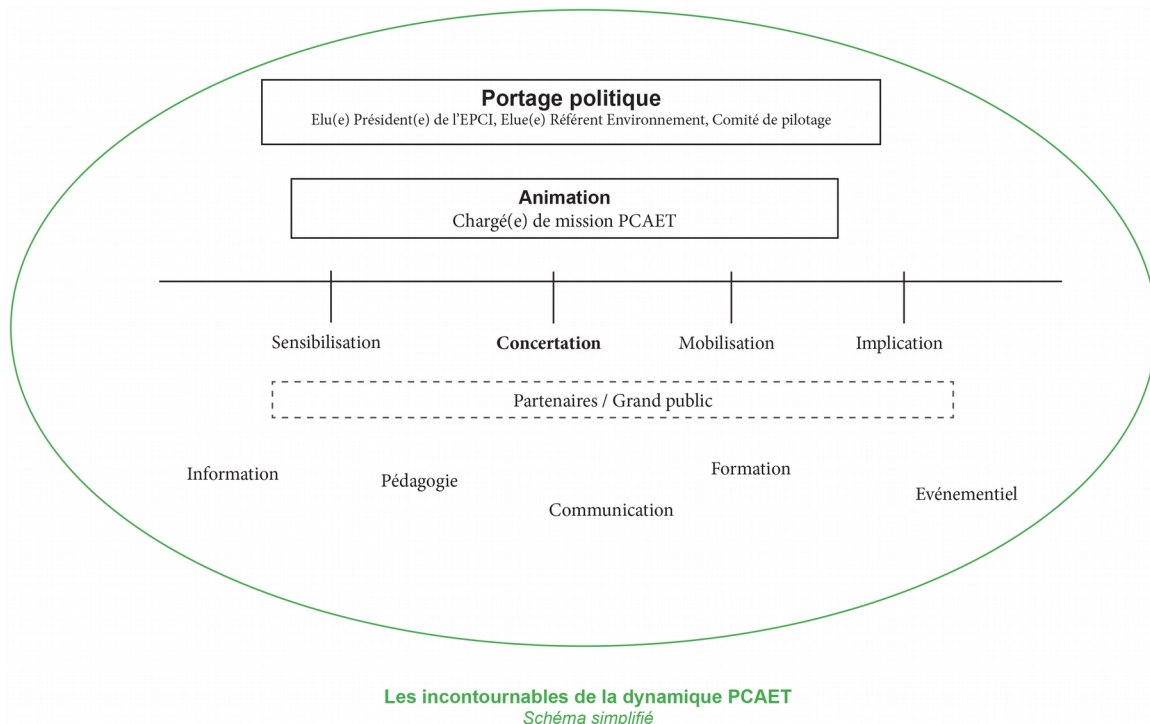 Portage politique
Elu(e) Président(e) de l'EPCI, Elue(e) Référent Environnement, Comité de pilotage
Animation
Chargé(e) de mission PCAET
Sensibilisation
Concertation
Mobilisation
Implication
Partenaires / Grand public
Information
Pédagogie
Communication
Formation
Evénementiel
Les incontournables de la dynamique PCAET
Schéma simplifié